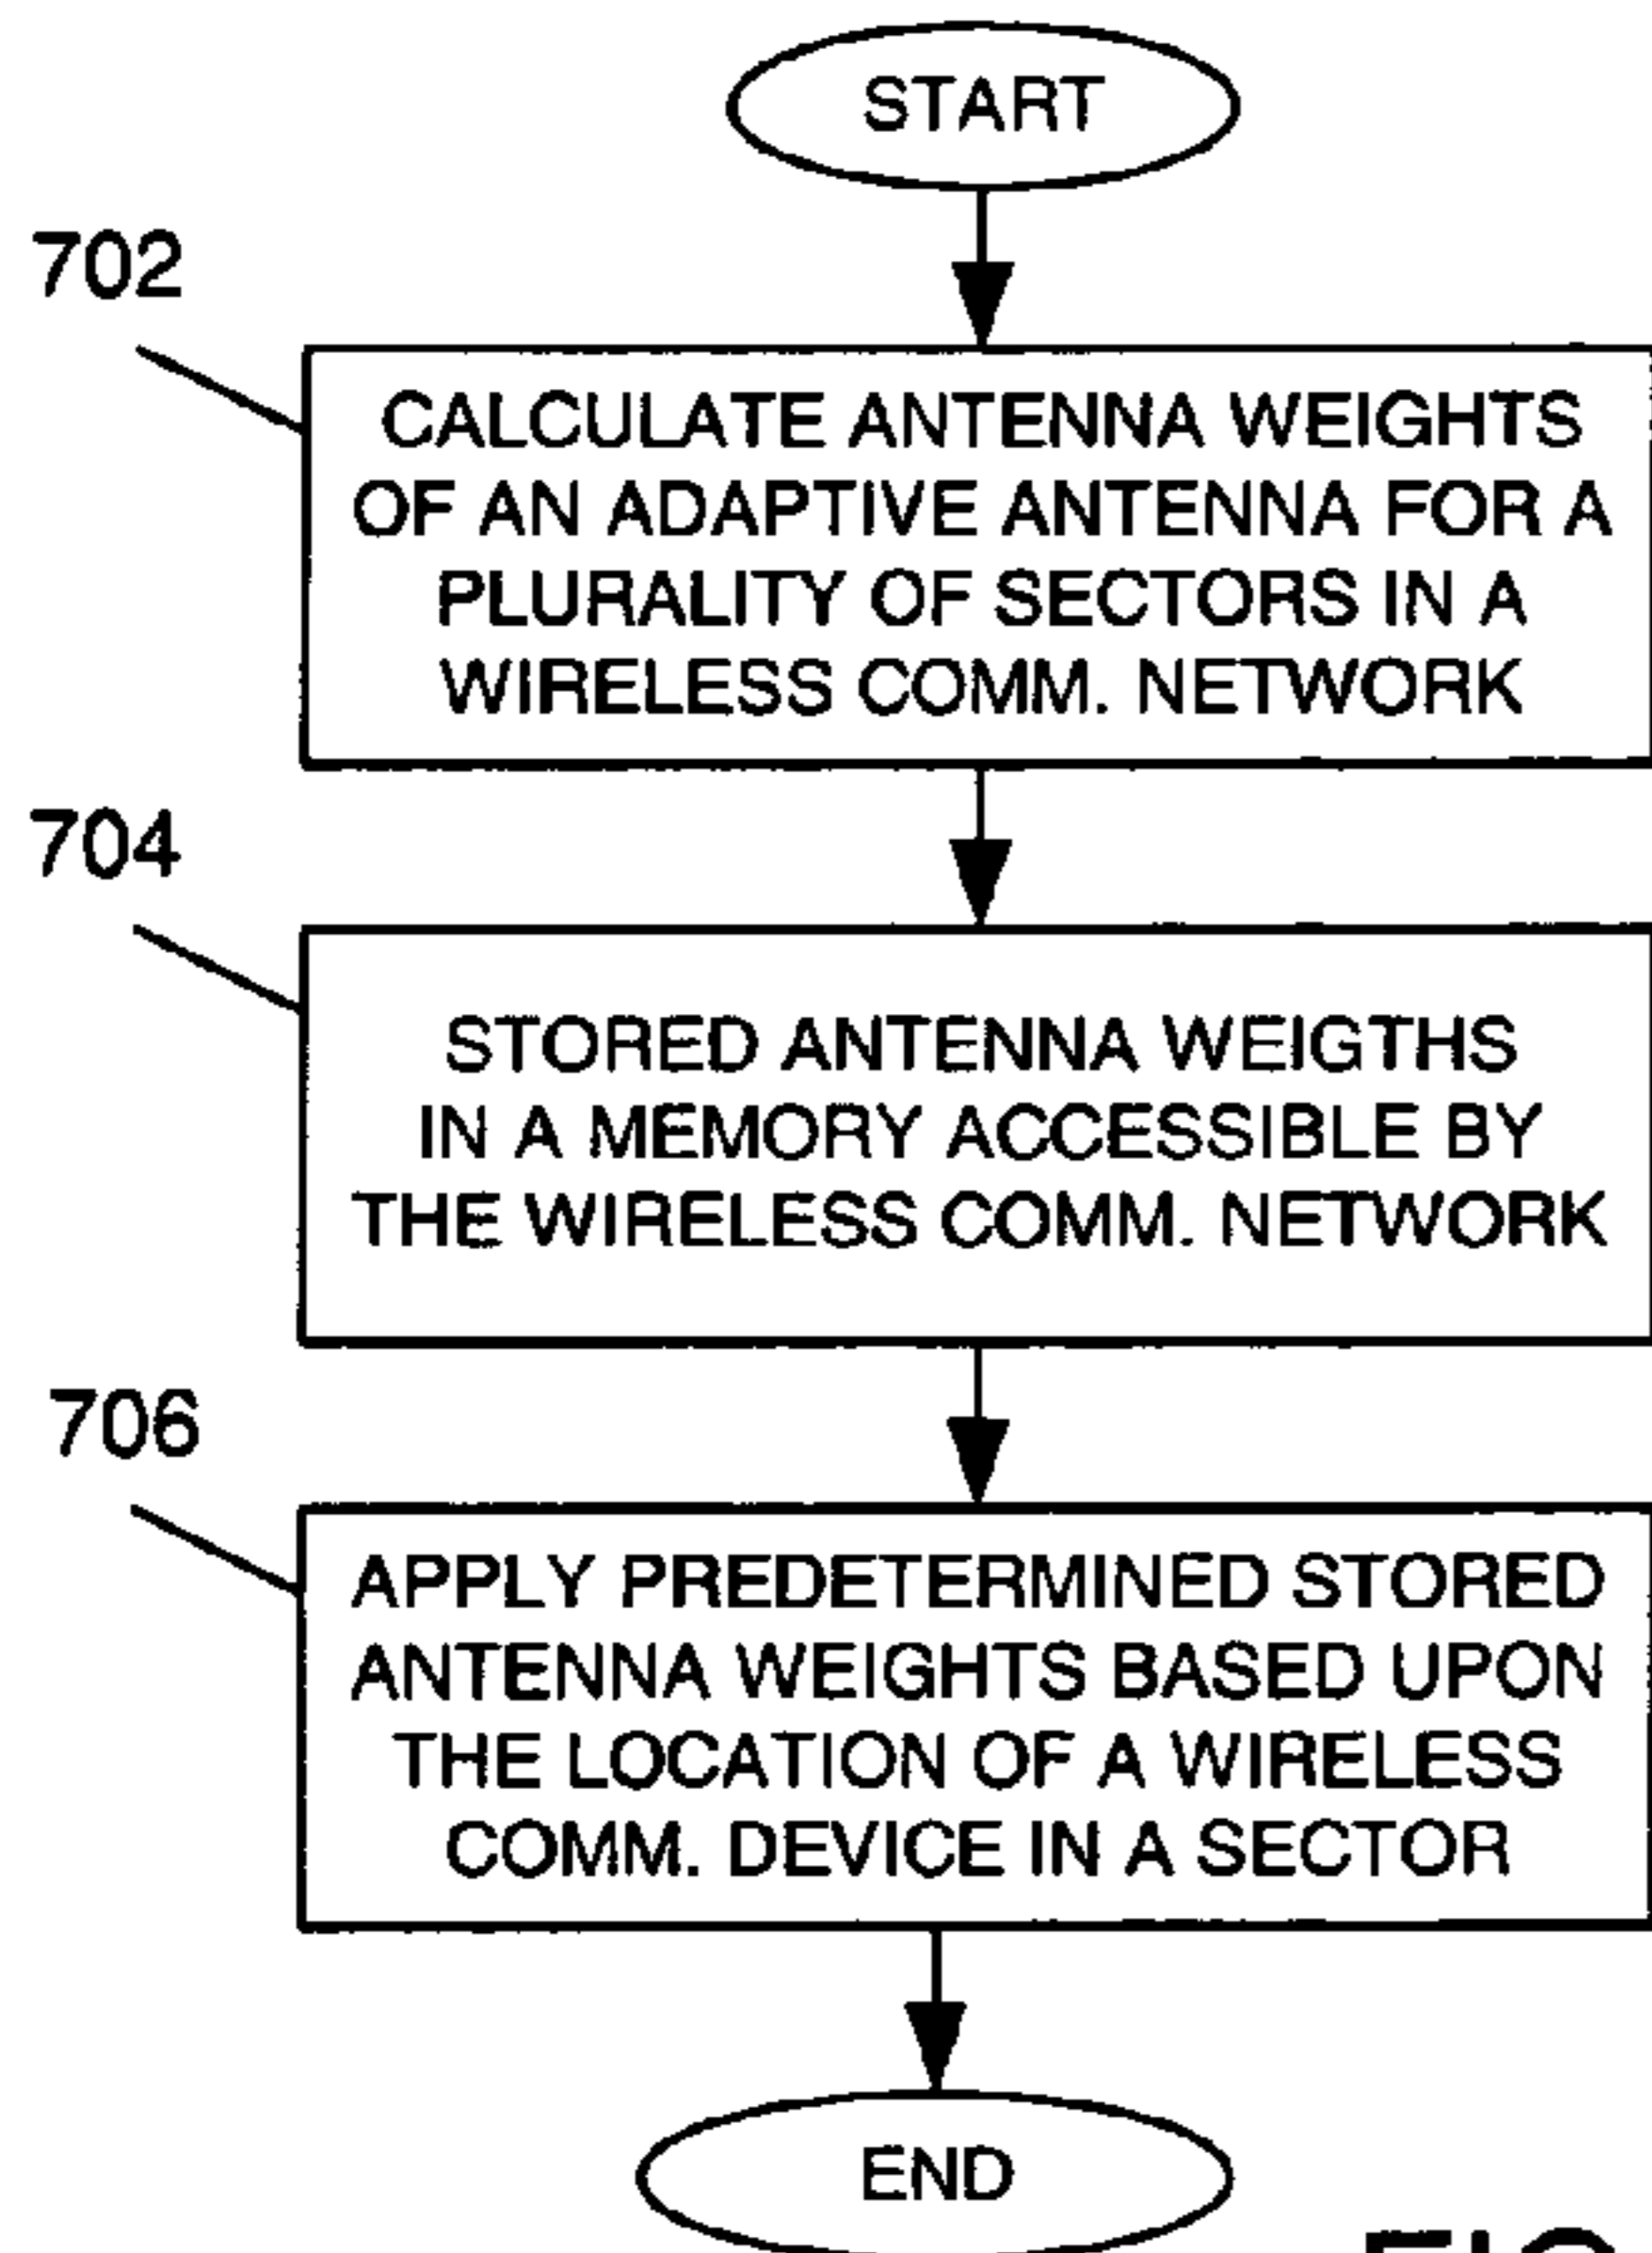 START
702
CALCULATE ANTENNA WEIGHTS
OF AN ADAPTIVE ANTENNA FOR A
PLURALITY OF SECTORS IN A
WIRELESS COMM. NETWORK
704
STORED ANTENNA WEIGTHS
IN A MEMORY ACCESSIBLE BY
THE WIRELESS COMM. NETWORK
706
APPLY PREDETERMINED STORED
ANTENNA WEIGHTS BASED UPON
THE LOCATION OF A WIRELESS
COMM. DEVICE IN A SECTOR
END